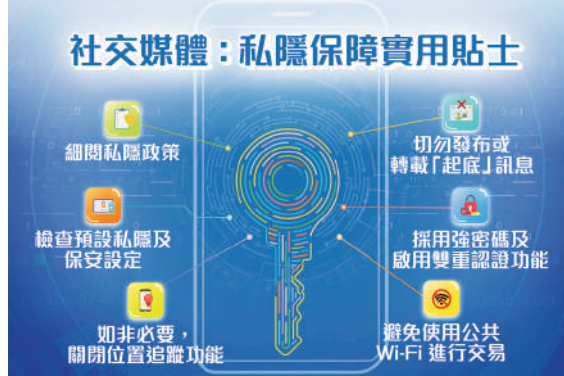 社交媒體：私隱保障實用貼士
細閱私隱政策
檢查預設私隱及
保安設定
如非必要，
關閉位置追蹤功能
切勿發布或
轉載「起底」訊息
採用強密碼及
啟用雙重認證功能
避免使用公共
Wi-Fi 進行交易